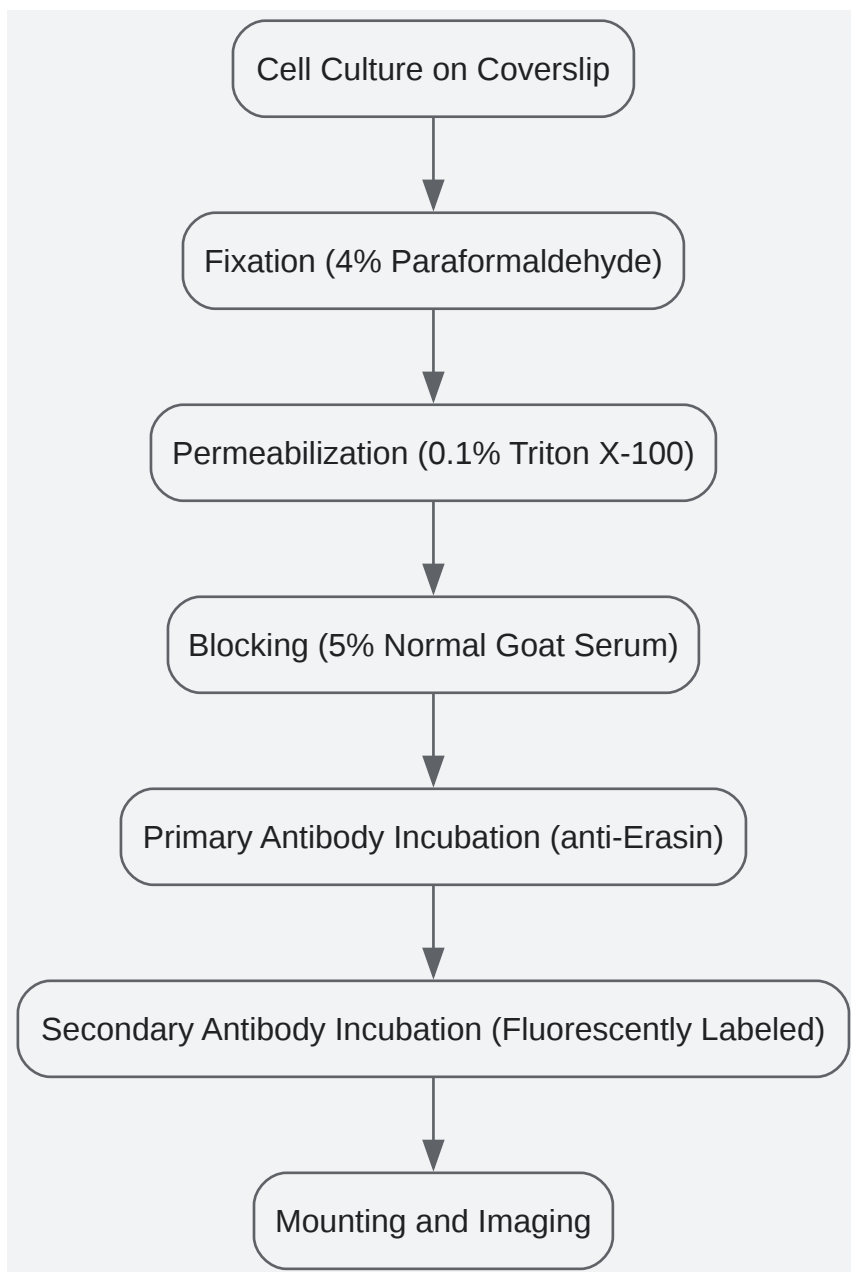 Cell Culture on Coverslip
Fixation (4% Paraformaldehyde)
Permeabilization (0.1% Triton X-100)
Blocking (5% Normal Goat Serum)
Primary Antibody Incubation (anti-Erasin)
Secondary Antibody Incubation (Fluorescently Labeled)
Mounting and Imaging